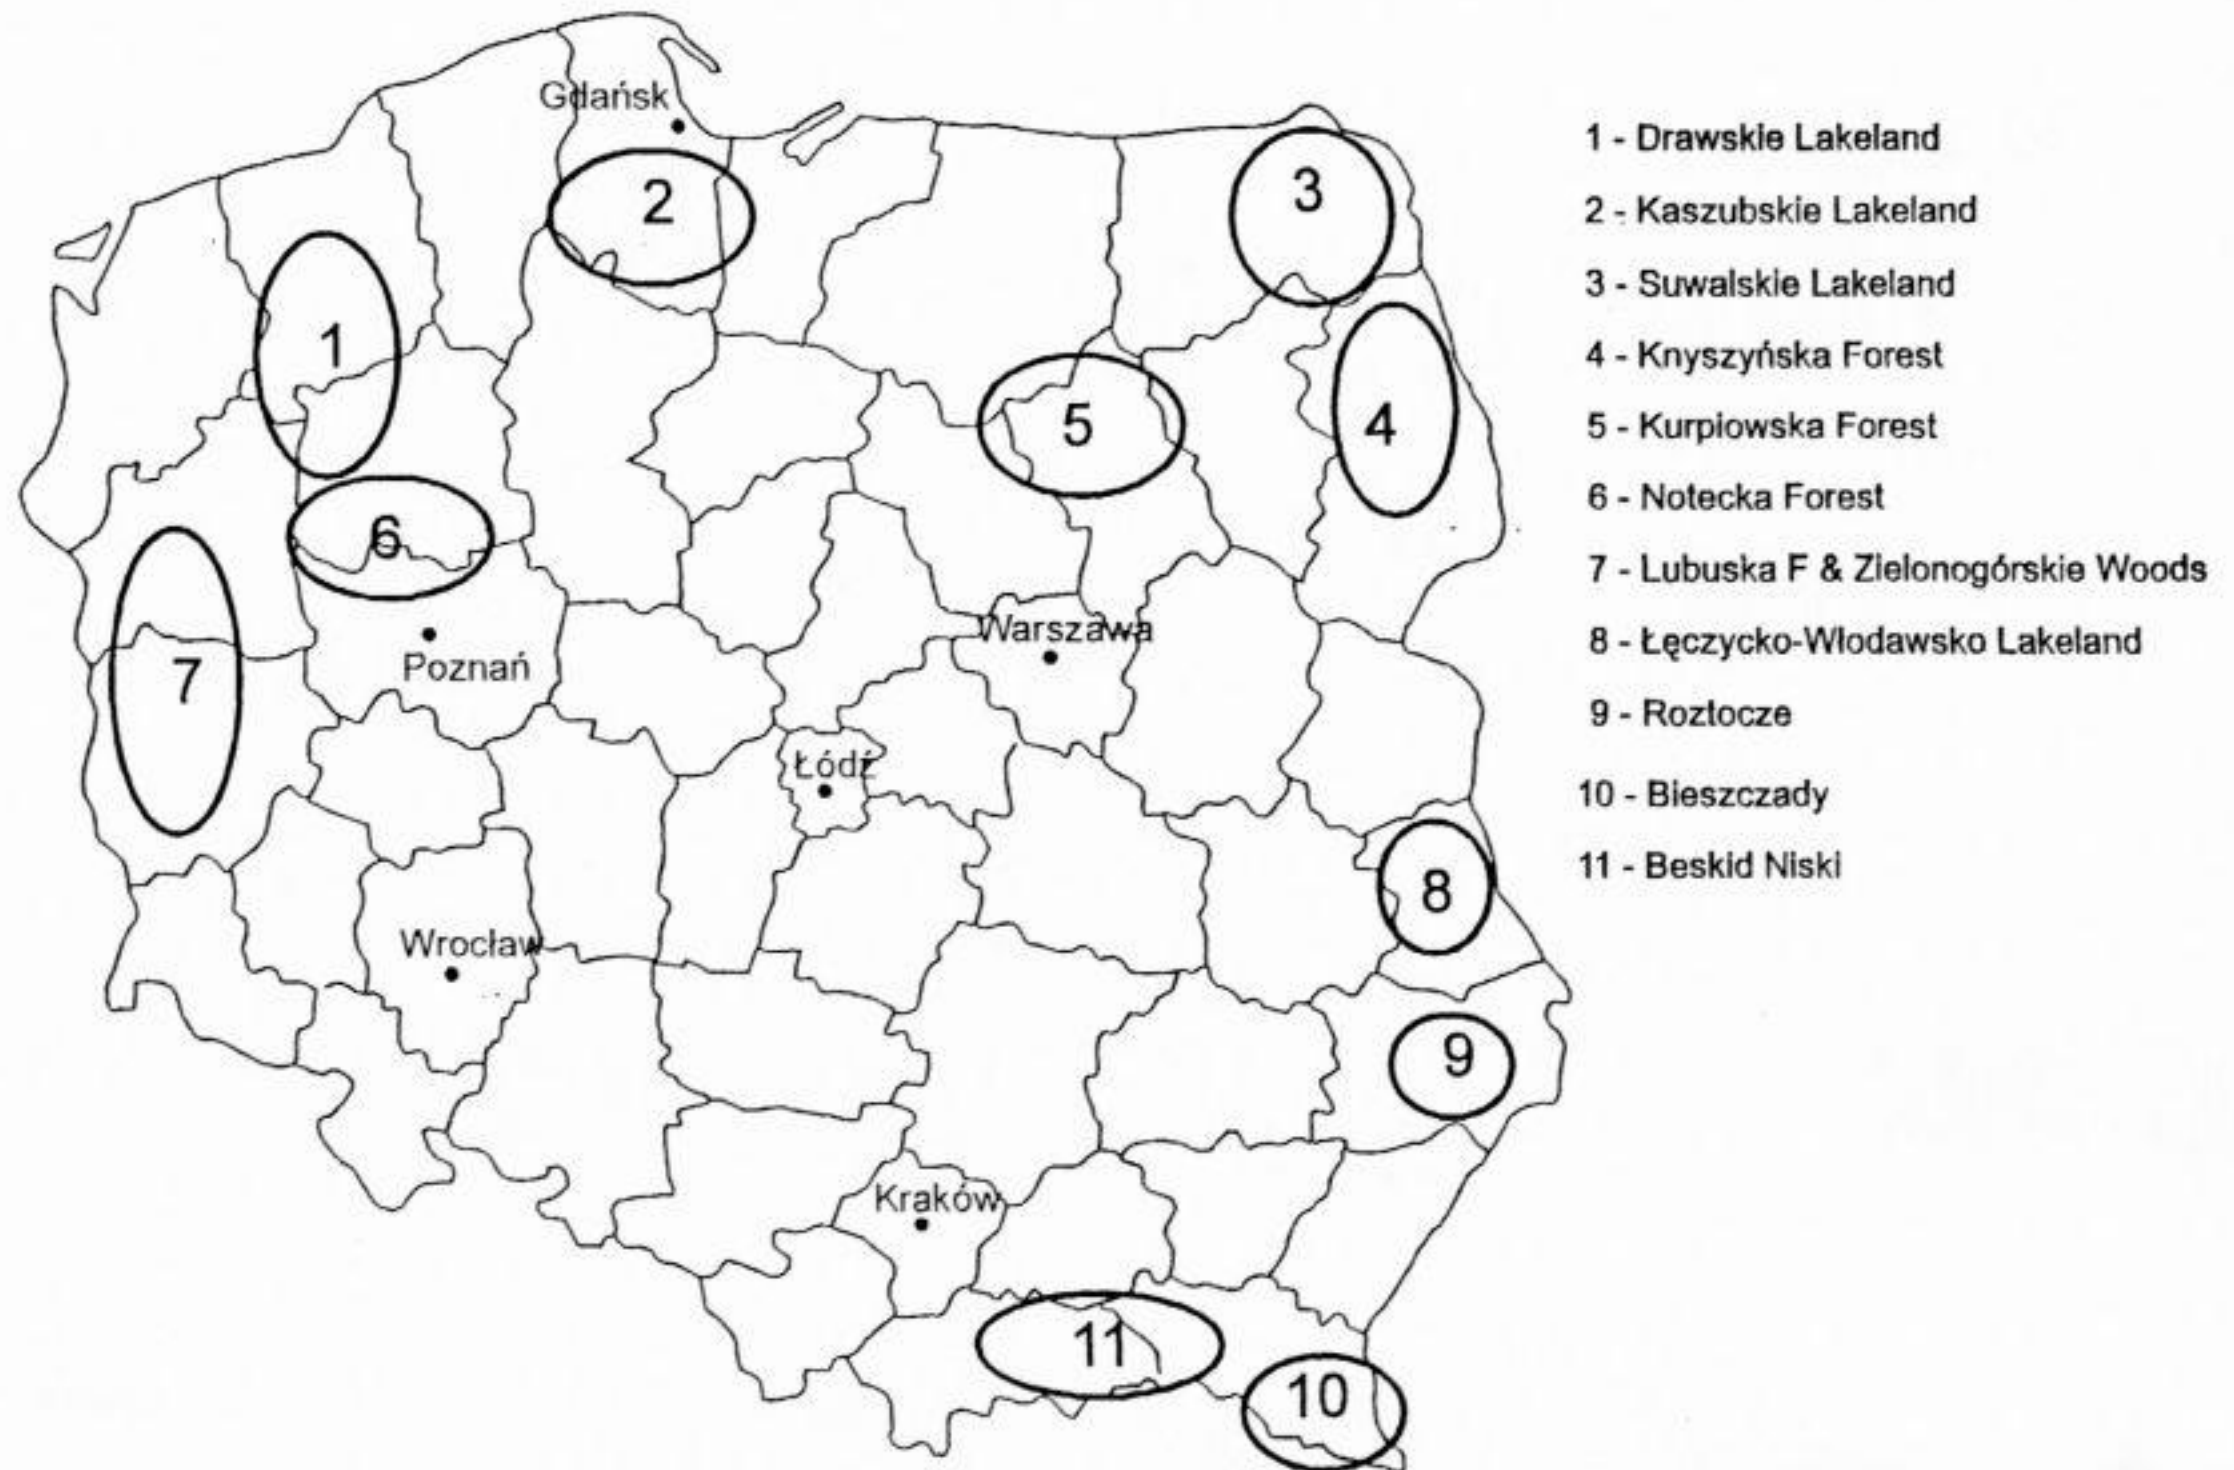 Gdańsk
2
3
1
5
4
6
Warszawa
Poznań
7
Łódź
8
Wrocław
9
Kraków
11
10
1 - Drawskie Lakeland
2 - Kaszubskie Lakeland
3 - Suwalskie Lakeland
4 - Knyszyńska Forest
5 - Kurpiowska Forest
6 - Notecka Forest
7 - Lubuska F & Zielonogórskie Woods
8 - Łęczycko-Włodawsko Lakeland
9 - Roztocze
10 - Bieszczady
11 - Beskid Niski